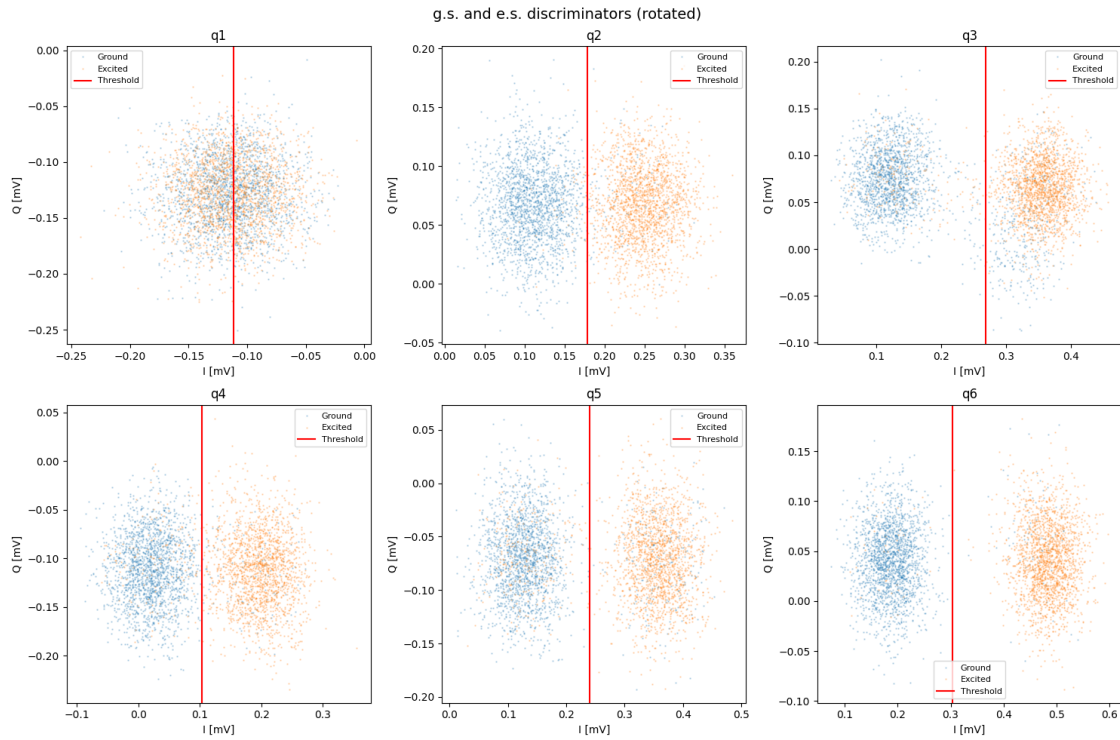 g.s. and e.s. discriminators (rotated)
q1
q2
q3
0.00
−0.05
−0.10
−0.15
−0.20
−0.25
Q [mV]
Ground
Excited
Threshold
−0.25
−0.20
−0.15
−0.10
−0.05
0.00
I [mV]
0.20
0.15
0.10
0.05
0.00
−0.05
Q [mV]
Ground
Excited
Threshold
0.00
0.05
0.10
0.15
0.20
0.25
0.30
0.35
I [mV]
0.20
0.15
0.10
0.05
0.00
−0.05
−0.10
Q [mV]
Ground
Excited
Threshold
0.1
0.2
0.3
0.4
I [mV]
q4
q5
q6
0.05
0.00
−0.05
−0.10
−0.15
−0.20
Q [mV]
Ground
Excited
Threshold
−0.1
0.0
0.1
0.2
0.3
I [mV]
0.05
0.00
−0.05
−0.10
−0.15
−0.20
Q [mV]
Ground
Excited
Threshold
0.0
0.1
0.2
0.3
0.4
0.5
I [mV]
0.15
0.10
0.05
0.00
−0.05
−0.10
Q [mV]
Ground
Excited
Threshold
0.1
0.2
0.3
0.4
0.5
0.6
I [mV]